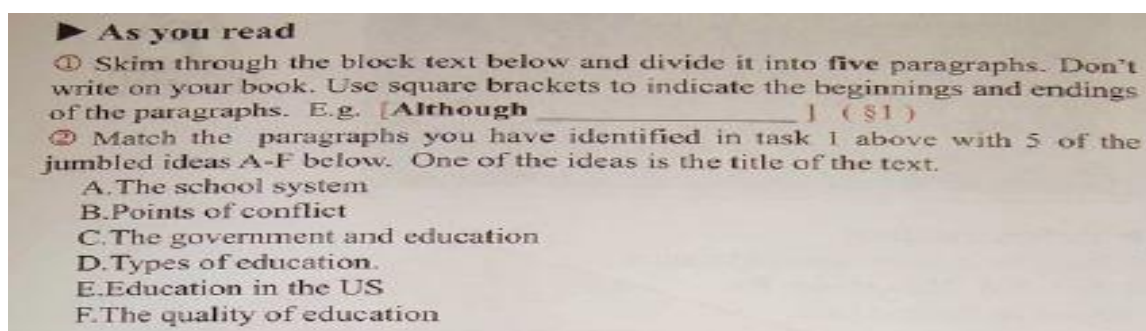 ► As you read
① Skim through the block text below and divide it into five paragraphs. Don't
write on your book. Use square brackets to indicate the beginnings and endings
of the paragraphs. E.g. [Although ____________________ ] ( §1 )
② Match the paragraphs you have identified in task 1 above with 5 of the
jumbled ideas A-F below. One of the ideas is the title of the text.
A.The school system
B.Points of conflict
C.The government and education
D.Types of education.
E.Education in the US
F.The quality of education